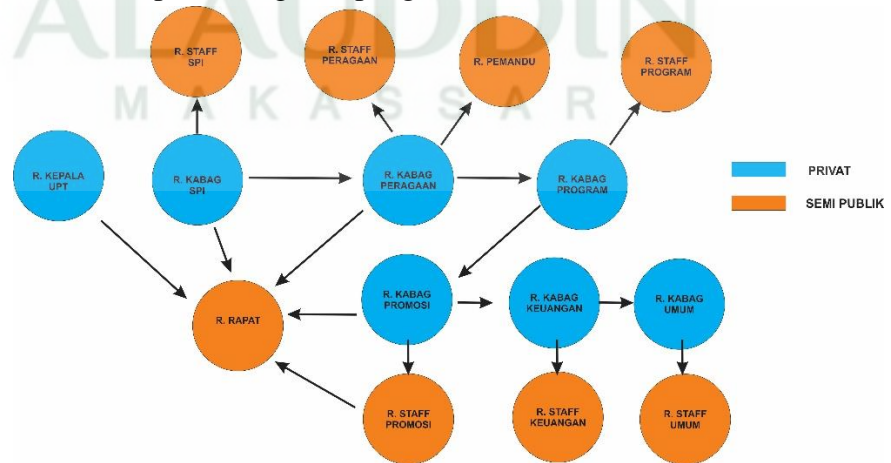 ALAUDDIN
MAKASSAR
R. STAFF
SPI
R. STAFF
PERAGAAN
R. PEMANDU
R. STAFF
PROGRAM
R. KEPALA
UPT
R. KABAG
SPI
R. KABAG
PERAGAAN
R. KABAG
PROGRAM
PRIVAT
SEMI PUBLIK
R. RAPAT
R. KABAG
PROMOSI
R. KABAG
KEUANGAN
R. KABAG
UMUM
R. STAFF
PROMOSI
R. STAFF
KEUANGAN
R. STAFF
UMUM